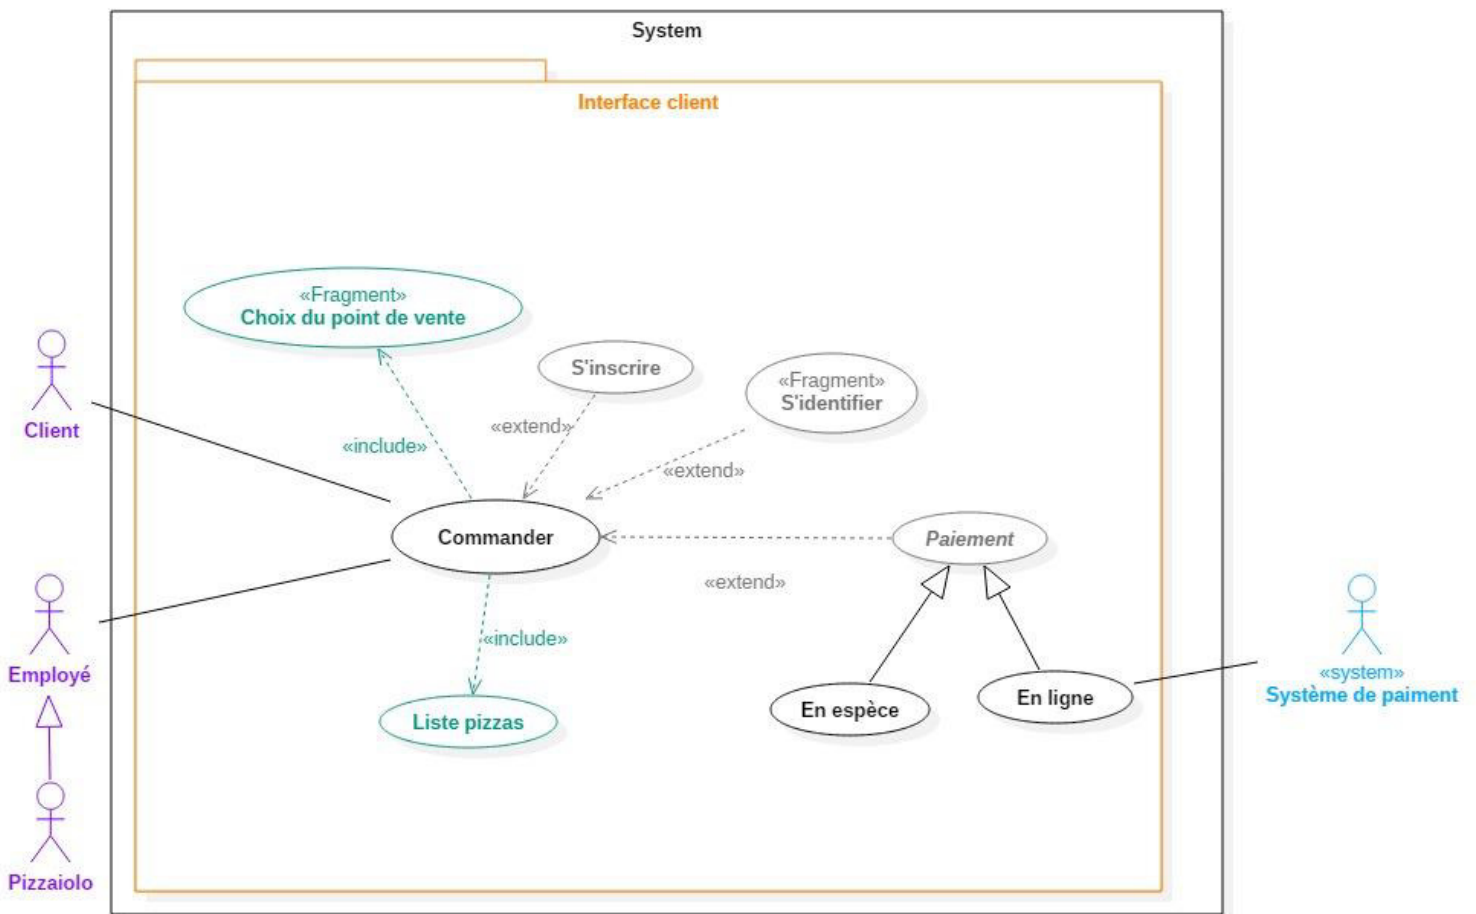 System
Interface client
«Fragment»
Choix du point de vente
S'inscrire
«Fragment»
S'identifier
«extend»
«include»
«extend»
Client
Commander
Paiement
«extend»
«include»
Employé
«system»
Système de paiment
En ligne
En espèce
Liste pizzas
Pizzaiolo